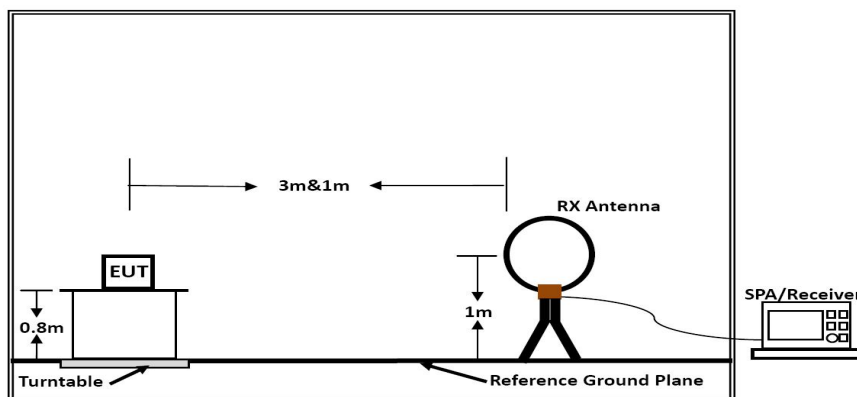 3m&1m
RX Antenna
EUT
SPA/Receiver
0.8m
1m
Turntable
Reference Ground Plane